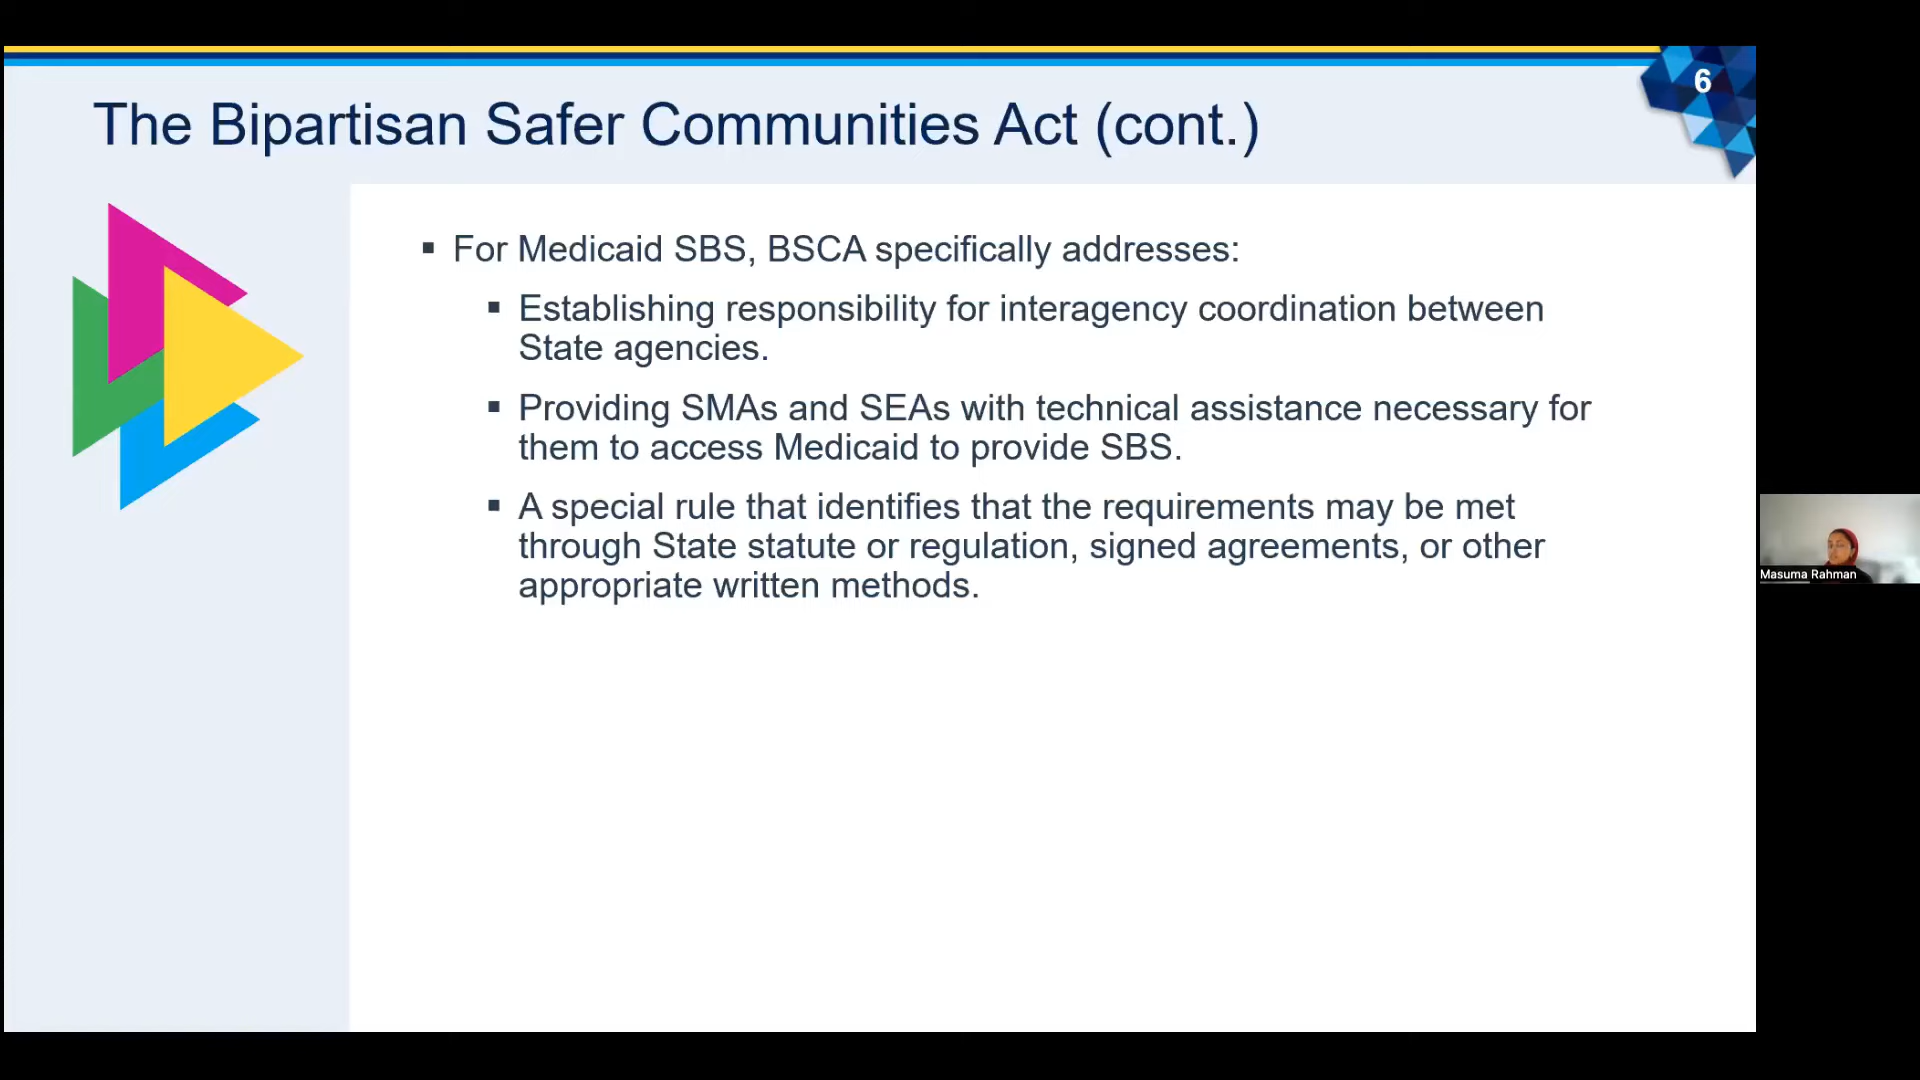 6
The Bipartisan Safer Communities Act (cont.)
▪ For Medicaid SBS, BSCA specifically addresses:
▪ Establishing responsibility for interagency coordination between
State agencies.
▪ Providing SMAs and SEAs with technical assistance necessary for
them to access Medicaid to provide SBS.
▪ A special rule that identifies that the requirements may be met
through State statute or regulation, signed agreements, or other
appropriate written methods.
Masuma Rahman